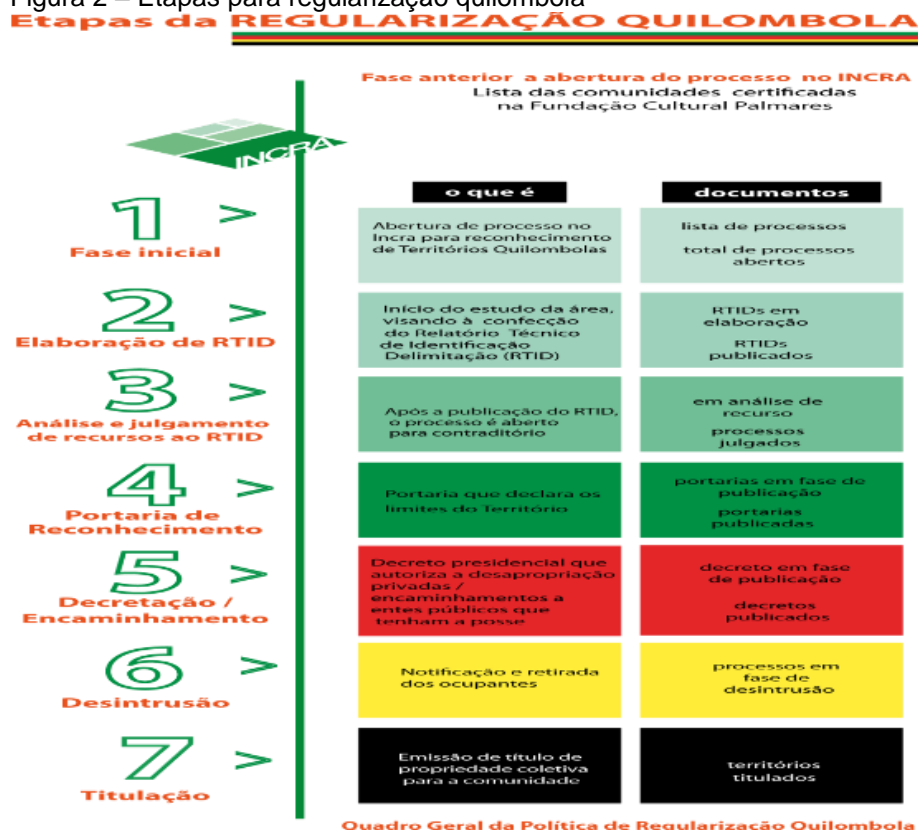 Figura 2 – Etapas para regularização quilombola
Etapas da REGULARIZAÇÃO QUILOMBOLA
Fase anterior a abertura do processo no INCRA
Lista das comunidades certificadas
na Fundação Cultural Palmares
INCRA
o que é
documentos
1 >
Fase inicial
Abertura de processo no
Incra para reconhecimento
de Territórios Quilombolas
lista de processos
total de processos
abertos
2 >
Elaboração de RTID
Início do estudo da área,
visando à confecção
do Relatório Técnico
de Identificação
Delimitação (RTID)
RTIDs em
elaboração
RTIDs
publicados
3 >
Análise e julgamento
de recursos ao RTID
Após a publicação do RTID,
o processo é aberto
para contraditório
em análise de
recurso
processos
julgados
4 >
Portaria de
Reconhecimento
Portaria que declara os
limites do Território
portarias em fase de
publicação
portarias
publicadas
5 >
Decretação /
Encaminhamento
Decreto presidencial que
autoriza a desapropriação
privadas /
encaminhamentos a
entes públicos que
tenham a posse
decreto em fase
de publicação
decretos
publicados
6 >
Desintrusão
Notificação e retirada
dos ocupantes
processos em
fase de
desintrusão
7 >
Titulação
Emissão de título de
propriedade coletiva
para a comunidade
territórios
titulados
Quadro Geral da Política de Regularização Quilombola